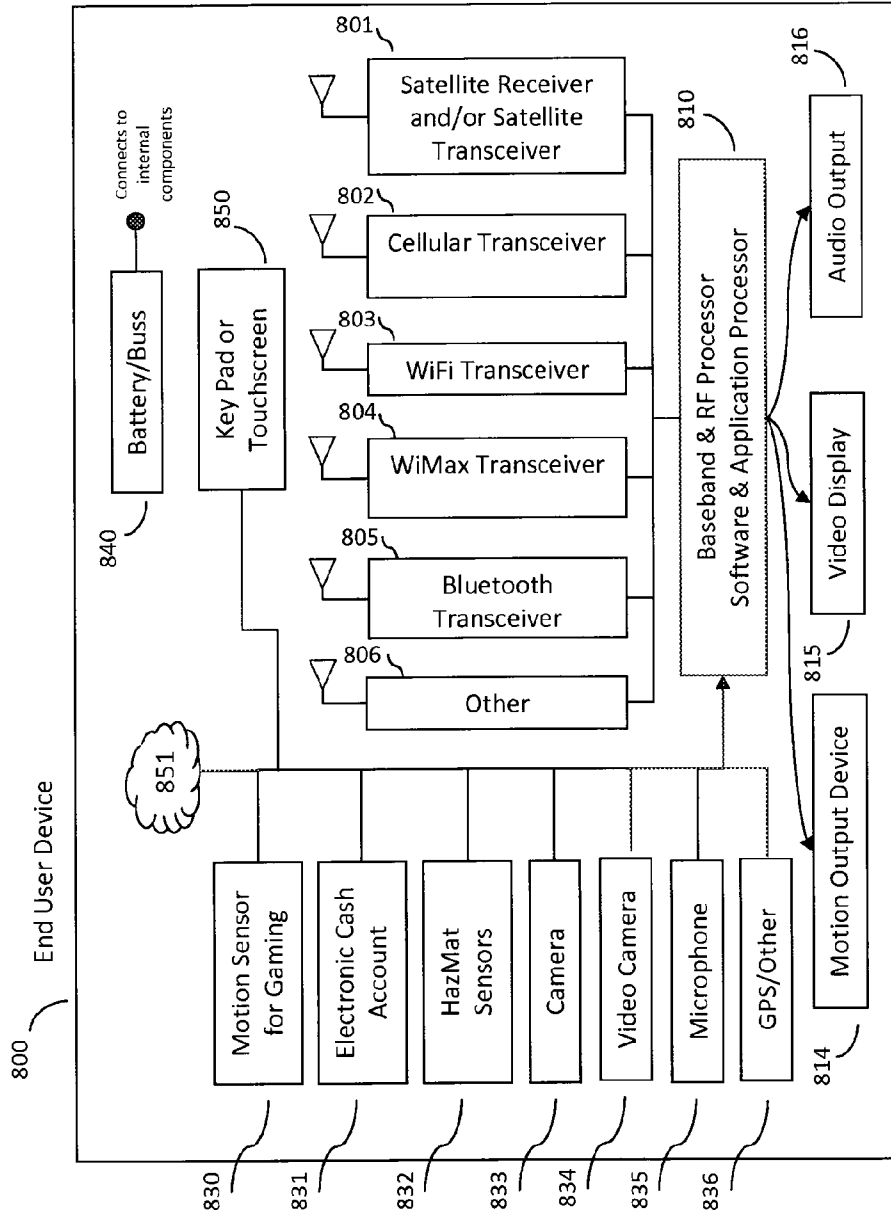 800
End User Device
840
Battery/Buss
Connects to
internal
components
850
Key Pad or
Touchscreen
851
830
Motion Sensor
for Gaming
831
Electronic Cash
Account
832
HazMat
Sensors
833
Camera
834
Video Camera
835
Microphone
836
GPS/Other
806
Other
805
Bluetooth
Transceiver
804
WiMax Transceiver
803
WiFi Transceiver
802
Cellular Transceiver
801
Satellite Receiver
and/or Satellite
Transceiver
810
Baseband & RF Processor
Software & Application Processor
814
Motion Output Device
815
Video Display
816
Audio Output